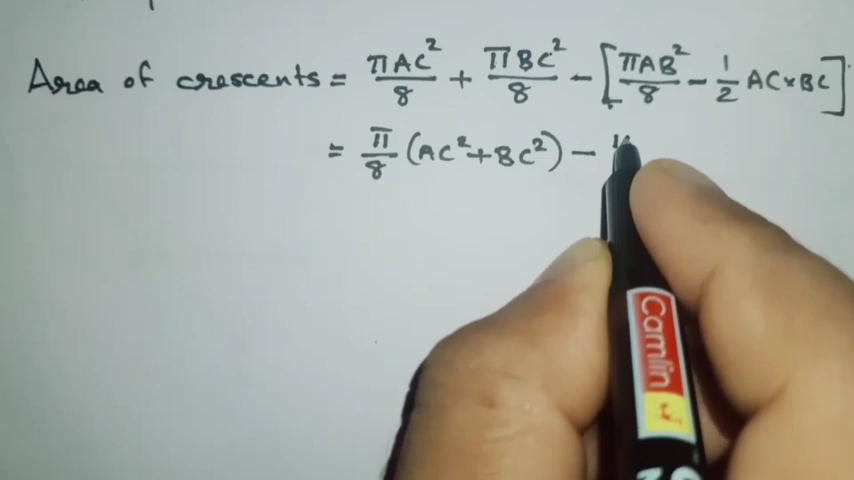 Area of crescents = πAC²/8 + πBC²/8 - [πAB²/8 - 1/2 AC×BC]
= π/8 (AC²+BC²) -
Camlin